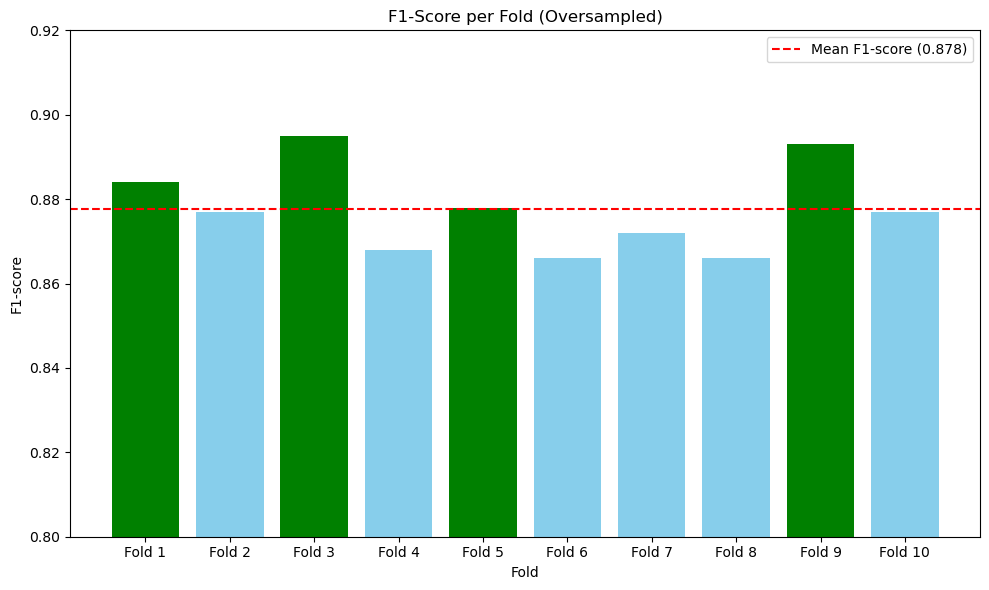 F1-Score per Fold (Oversampled)
Mean F1-score (0.878)
F1-score
0.92
0.90
0.88
0.86
0.84
0.82
0.80
Fold 1 Fold 2 Fold 3 Fold 4 Fold 5 Fold 6 Fold 7 Fold 8 Fold 9 Fold 10
Fold